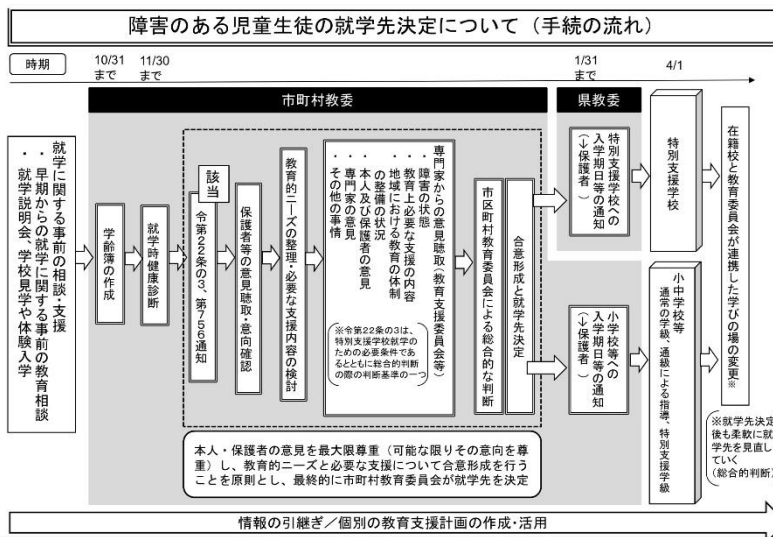 障害のある児童生徒の就学先決定について（手続の流れ）
時期
10/31
まで
11/30
まで
1/31
まで
4/1
市町村教委
県教委
就学に関する事前の相談・支援
・早期からの就学に関する事前の教育相談
・就学説明会、学校見学や体験入学
学齢簿の作成
就学時健康診断
該当
令第22条の3、第756通知
保護者等の意見聴取・意向確認
教育的ニーズの整理・必要な支援内容の検討
専門家からの意見聴取（教育支援委員会等）
・障害の状態
・教育上必要な支援の内容
・地域における教育の体制
の整備の状況
・本人及び保護者の意見
・専門家の意見
・その他の事情
※令第22条の3は、
特別支援学校就学の
ための必要条件であ
るとともに総合的判断
の際の判断基準の一つ
市区町村教育委員会による総合的な判断
合意形成と就学先決定
特別支援学校への
入学期日等の通知
（↓保護者）
小学校等への
入学期日等の通知
（↓保護者）
特別支援学校
小中学校等
通常の学級、通級による指導、特別支援学級
在籍校と教育委員会が連携した学びの場の変更※
※就学先決定
後も柔軟に就
学先を見直し
ていく
（総合的判断）
本人・保護者の意見を最大限尊重（可能な限りその意向を尊
重）し、教育的ニーズと必要な支援について合意形成を行う
ことを原則とし、最終的に市町村教育委員会が就学先を決定
情報の引継ぎ／個別の教育支援計画の作成・活用